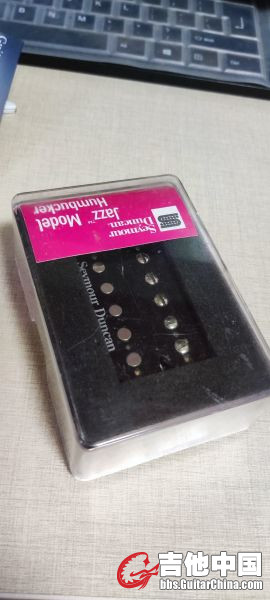 Seymour
Duncan.
Jazz™ Model
Humbucker
Seymour Duncan
吉他中国
bbs.GuitarChina.com